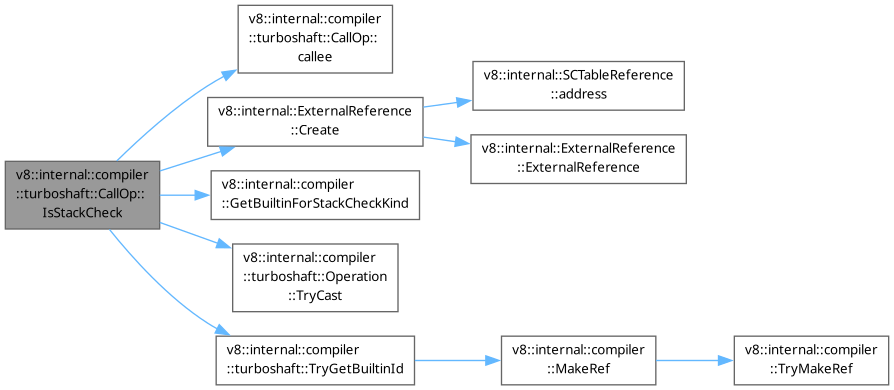 v8::internal::compiler
::turboshaft::CallOp::
IsStackCheck
v8::internal::compiler
::turboshaft::CallOp::
callee
v8::internal::ExternalReference
::Create
v8::internal::SCTableReference
::address
v8::internal::ExternalReference
::ExternalReference
v8::internal::compiler
::GetBuiltinForStackCheckKind
v8::internal::compiler
::turboshaft::Operation
::TryCast
v8::internal::compiler
::turboshaft::TryGetBuiltinId
v8::internal::compiler
::MakeRef
v8::internal::compiler
::TryMakeRef